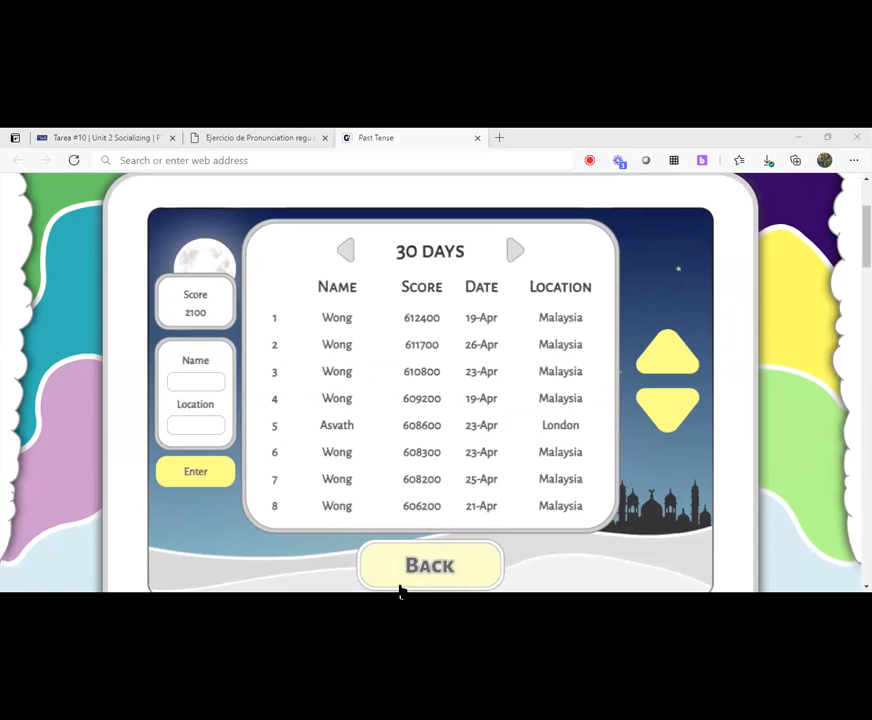 Tarea #10 | Unit 2 Socializing | P
Ejercicio de Pronunciation regu
Past Tense
Search or enter web address
30 DAYS
NAME SCORE DATE LOCATION
1 Wong 612400 19-Apr Malaysia
2 Wong 611700 26-Apr Malaysia
3 Wong 610800 23-Apr Malaysia
4 Wong 609200 19-Apr Malaysia
5 Asvath 608600 23-Apr London
6 Wong 608300 23-Apr Malaysia
7 Wong 608200 25-Apr Malaysia
8 Wong 606200 21-Apr Malaysia
Score
2100
Name
Location
Enter
BACK